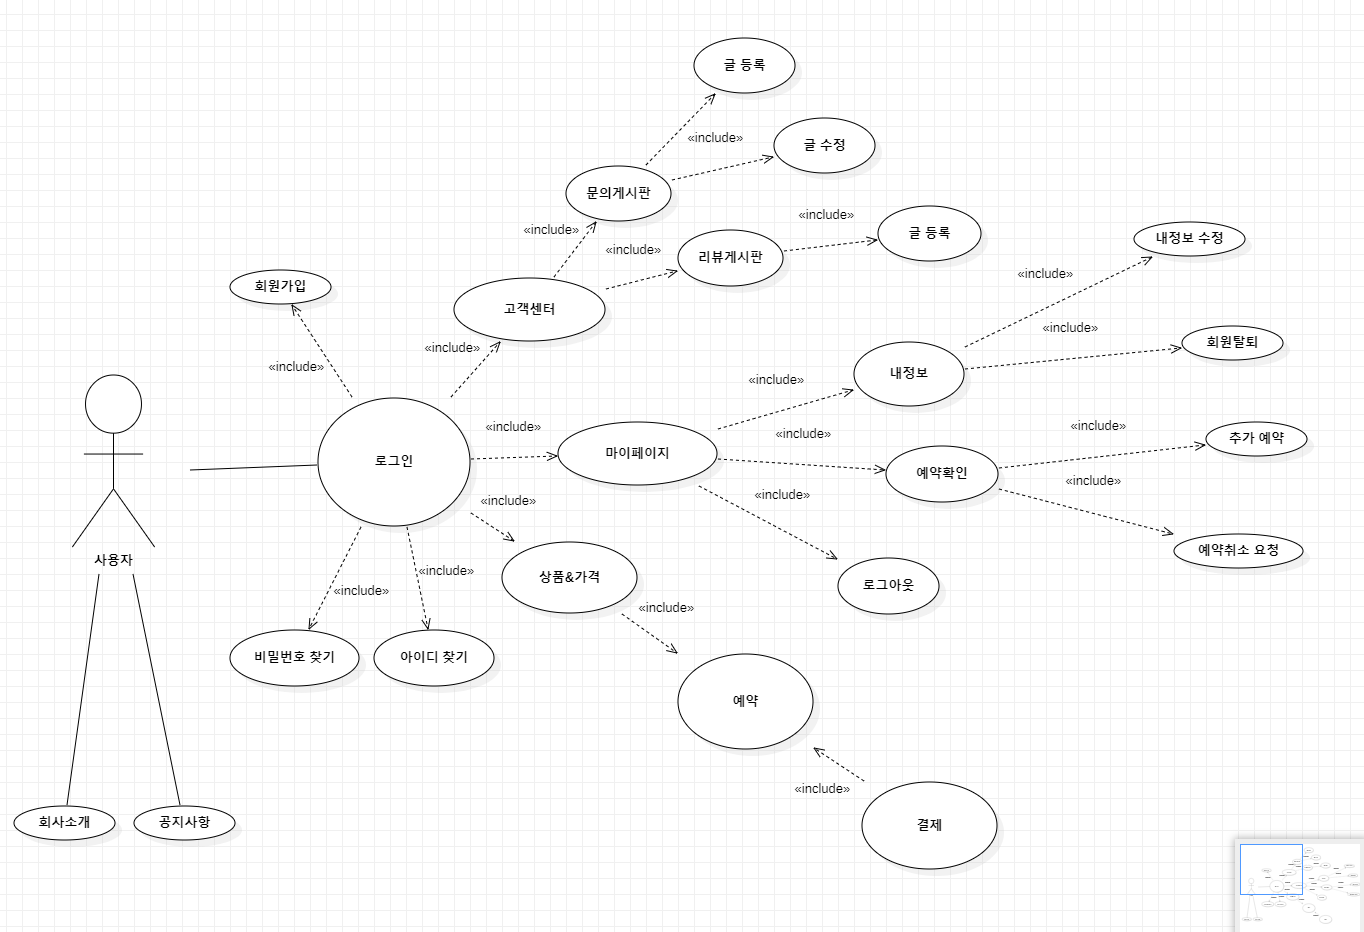 글 등록
«include»
글 수정
문의게시판
«include»
«include»
«include»
글 등록
리뷰게시판
내정보 수정
«include»
회원가입
고객센터
«include»
«include»
«include»
회원탈퇴
내정보
«include»
«include»
«include»
«include»
추가 예약
로그인
마이페이지
예약확인
«include»
«include»
«include»
예약취소 요청
사용자
«include»
상품&가격
로그아웃
«include»
«include»
비밀번호 찾기
아이디 찾기
예약
«include»
회사소개
공지사항
결제